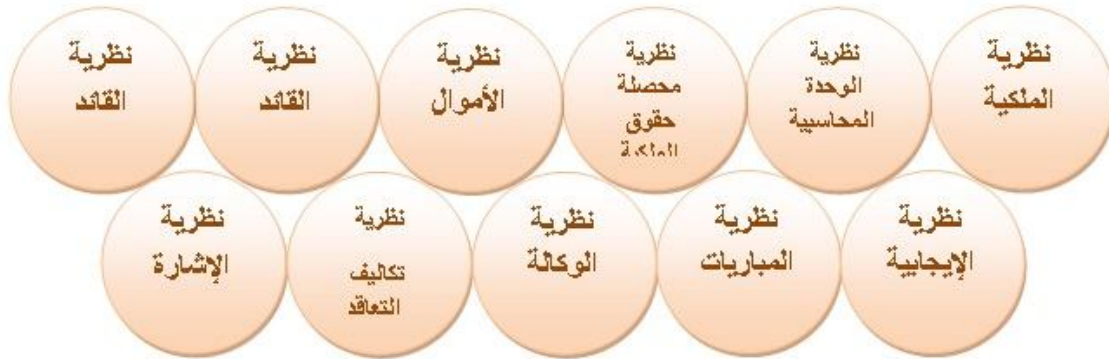 نظرية
الملكية
نظرية
الوحدة
المحاسبية
نظرية
محصلة
حقوق
الملكية
نظرية
الأموال
نظرية
القائد
نظرية
القائد
نظرية
الإيجابية
نظرية
المباريات
نظرية
الوكالة
نظرية
تكاليف
التعاقد
نظرية
الإشارة